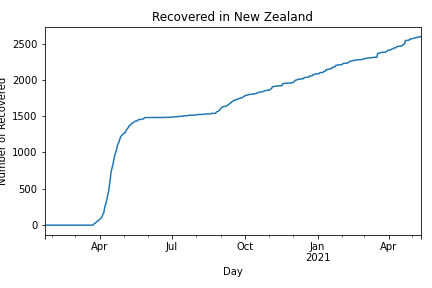 Recovered in New Zealand
Number of Recovered
2500
2000
1500
1000
500
0
Apr Jul Oct Jan Apr
2021
Day